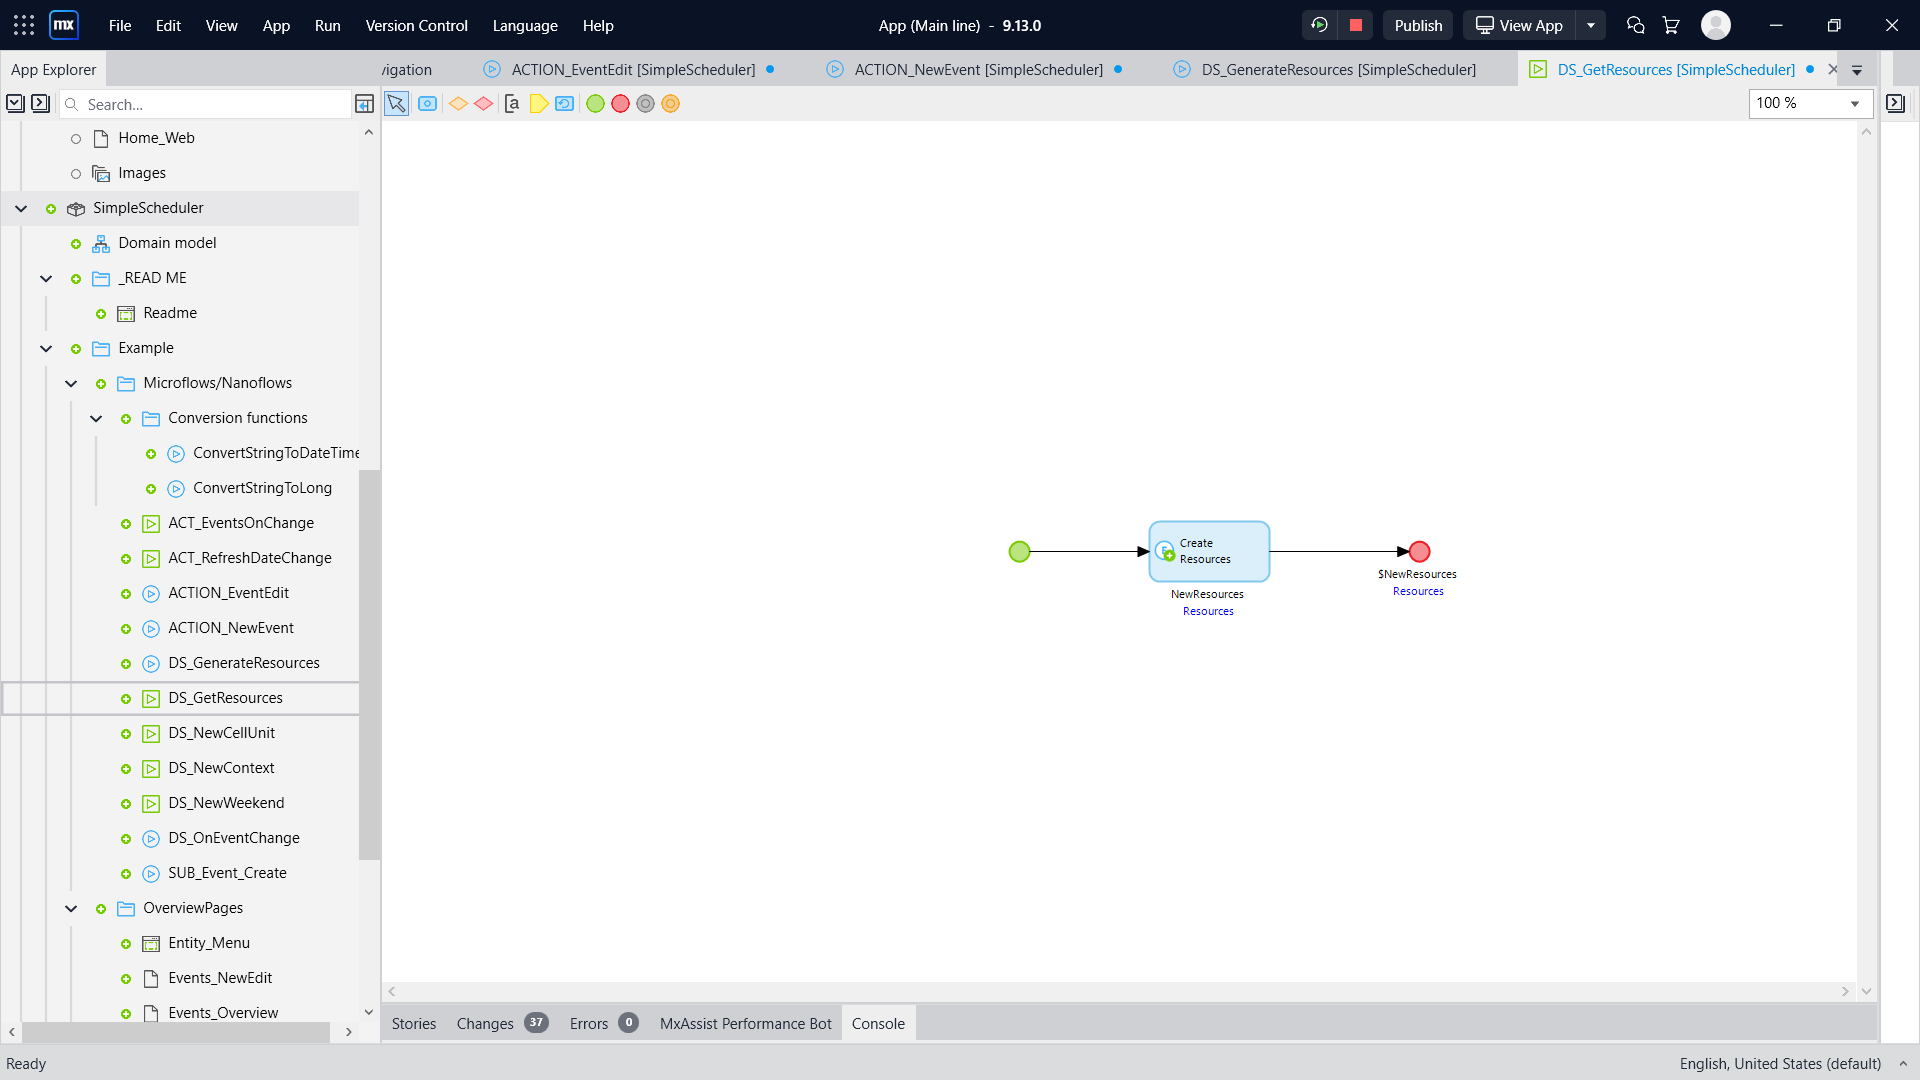 mx File Edit View App Run Version Control Language Help App (Main line) - 9.13.0 Publish View App
App Explorer vigation ACTION_EventEdit [SimpleScheduler] ACTION_NewEvent [SimpleScheduler] DS_GenerateResources [SimpleScheduler] DS_GetResources [SimpleScheduler]
Search... 100 %
Home_Web
Images
SimpleScheduler
Domain model
_READ ME
Readme
Example
Microflows/Nanoflows
Conversion functions
ConvertStringToDateTime
ConvertStringToLong
ACT_EventsOnChange
ACT_RefreshDateChange
ACTION_EventEdit
ACTION_NewEvent
DS_GenerateResources
DS_GetResources
DS_NewCellUnit
DS_NewContext
DS_NewWeekend
DS_OnEventChange
SUB_Event_Create
OverviewPages
Entity_Menu
Events_NewEdit
Events_Overview
Create
Resources
NewResources
Resources
$NewResources
Resources
Stories Changes 37 Errors 0 MxAssist Performance Bot Console
Ready English, United States (default)